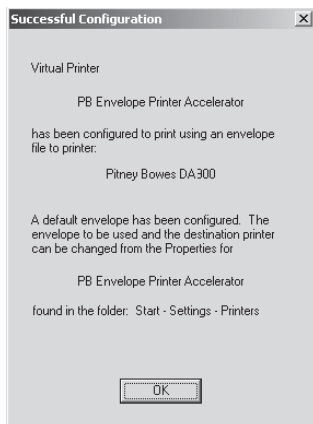 Successful Configuration
Virtual Printer
PB Envelope Printer Accelerator
has been configured to print using an envelope
file to printer:
Pitney Bowes DA300
A default envelope has been configured. The
envelope to be used and the destination printer
can be changed from the Properties for
PB Envelope Printer Accelerator
found in the folder: Start - Settings - Printers
OK